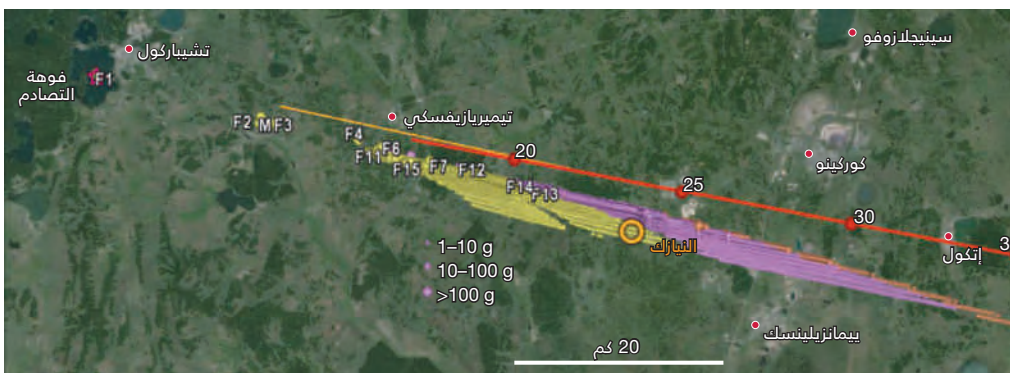 سينيجلازوفو
تشيباركول
فوهة
التصادم
F1
تيميريازيفسكي
F2
M
F3
F4
F6
F11
F15
F7
F12
F14
F13
20
25
30
3
كوركينو
إتكول
النيازك
1–10 g
10–100 g
>100 g
ييمانزيلينسك
20 كم